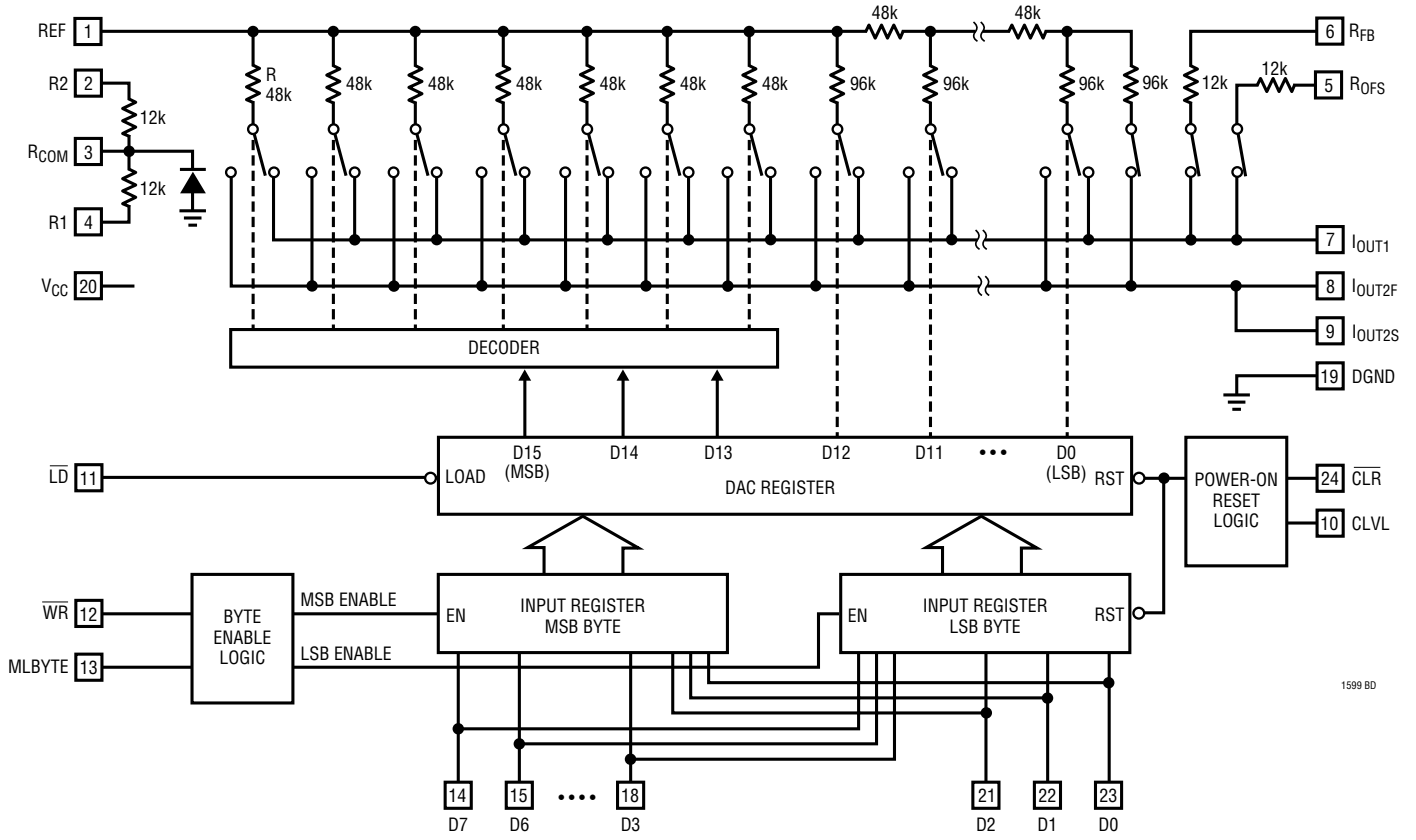 48k 48k
REF 1 6 RFB
R 48k 48k 48k 48k 48k 48k 48k 96k 96k 96k 96k 12k 12k
R2 2 5 ROFS
12k
RCOM 3
12k
R1 4
7 IOUT1
VCC 20 8 IOUT2F
9 IOUT2S
DECODER
19 DGND
D15 (MSB) D14 D13 D12 D11 ••• D0 (LSB)
LD 11 LOAD DAC REGISTER RST
POWER-ON RESET LOGIC
24 CLR
10 CLVL
WR 12
MLBYTE 13
BYTE ENABLE LOGIC
MSB ENABLE
LSB ENABLE
EN INPUT REGISTER MSB BYTE
EN INPUT REGISTER LSB BYTE RST
1599 BD
14 15 •••• 18 21 22 23
D7 D6 D3 D2 D1 D0